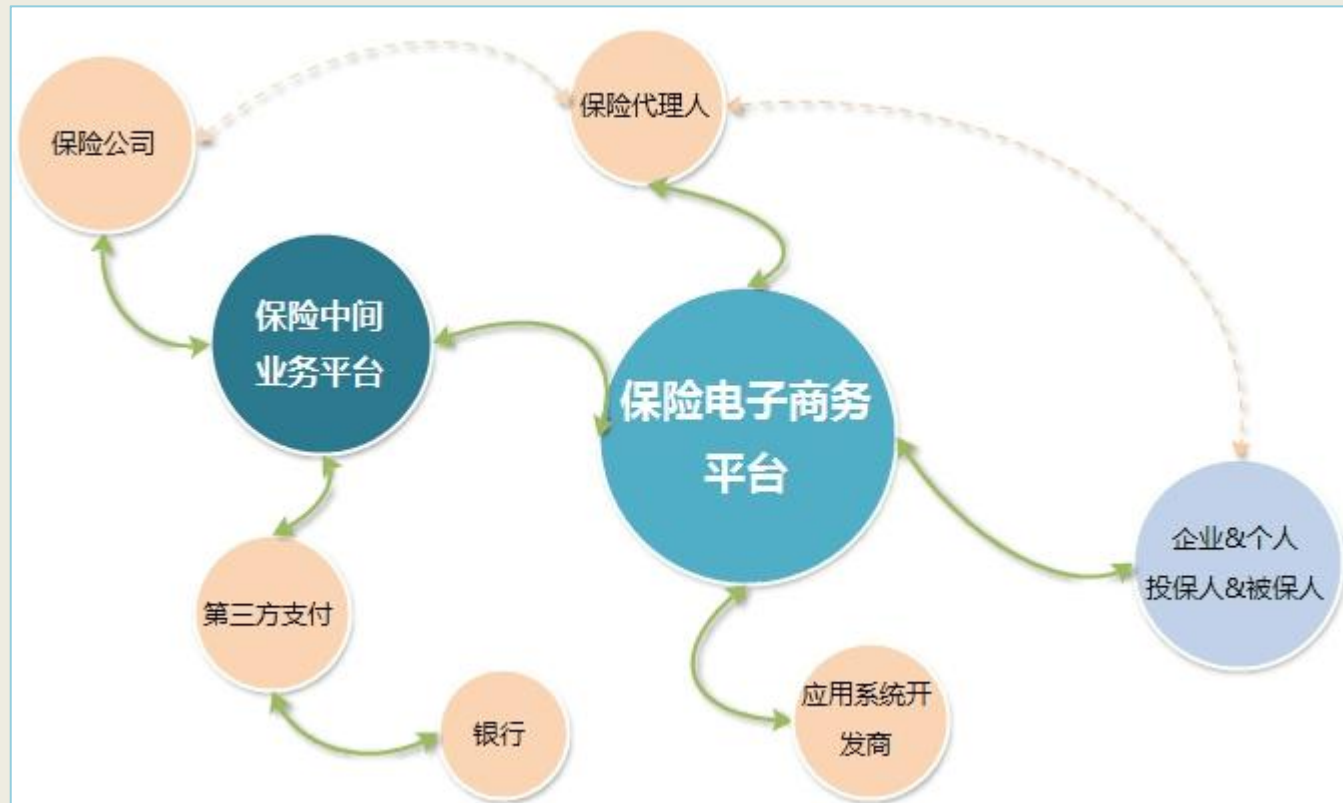 保险公司
保险代理人
保险中间
业务平台
保险电子商务
平台
企业&个人
投保人&被保人
第三方支付
银行
应用系统开
发商